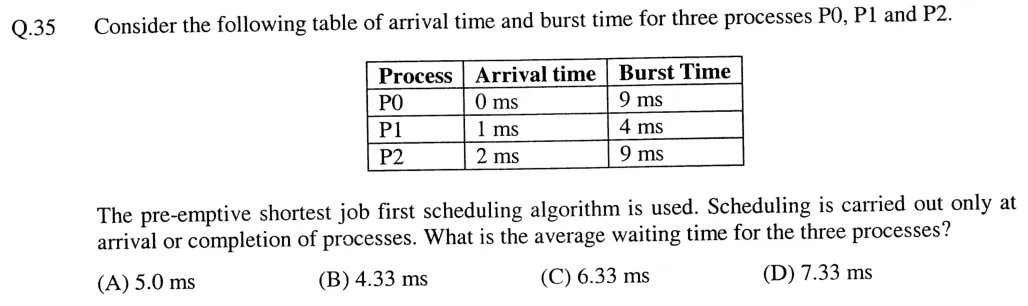 Q.35 Consider the following table of arrival time and burst time for three processes P0, P1 and P2.
Process Arrival time Burst Time
P0 0 ms 9 ms
P1 1 ms 4 ms
P2 2 ms 9 ms
The pre-emptive shortest job first scheduling algorithm is used. Scheduling is carried out only at
arrival or completion of processes. What is the average waiting time for the three processes?
(A) 5.0 ms (B) 4.33 ms (C) 6.33 ms (D) 7.33 ms